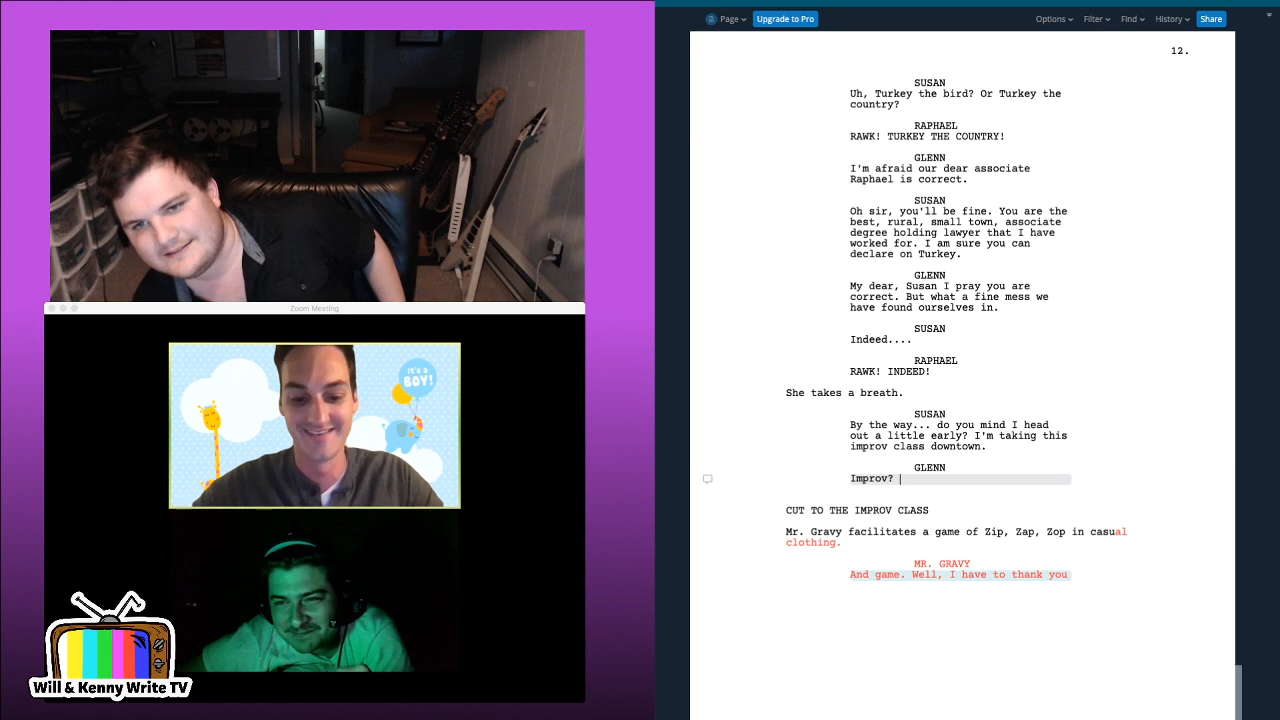 Zoom Meeting
IT'S A
BOY!
Will & Kenny Write TV
Page
Upgrade to Pro
Options
Filter
Find
History
Share
12.
SUSAN
Uh, Turkey the bird? Or Turkey the
country?
RAPHAEL
RAWK! TURKEY THE COUNTRY!
GLENN
I'm afraid our dear associate
Raphael is correct.
SUSAN
Oh sir, you'll be fine. You are the
best, rural, small town, associate
degree holding lawyer that I have
worked for. I am sure you can
declare on Turkey.
GLENN
My dear, Susan I pray you are
correct. But what a fine mess we
have found ourselves in.
SUSAN
Indeed....
RAPHAEL
RAWK! INDEED!
She takes a breath.
SUSAN
By the way... do you mind I head
out a little early? I'm taking this
improv class downtown.
GLENN
Improv?
CUT TO THE IMPROV CLASS
Mr. Gravy facilitates a game of Zip, Zap, Zop in casual
clothing.
MR. GRAVY
And game. Well, I have to thank you